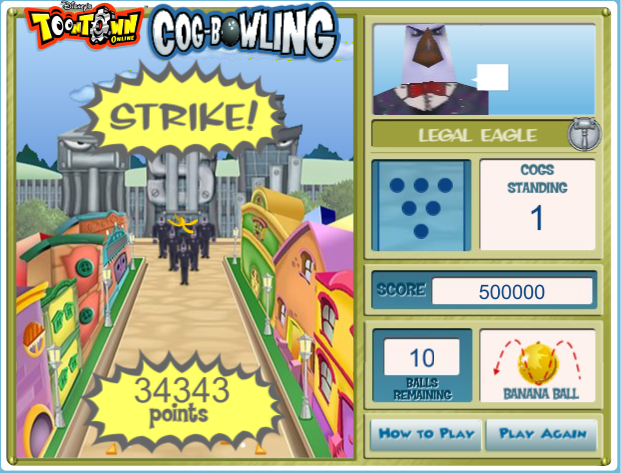 Disney's
TOONTOWN
ONLINE
COG-BOWLING
STRIKE!
34343
points
LEGAL EAGLE
COGS
STANDING
1
SCORE 500000
10
BALLS
REMAINING
BANANA BALL
HOW TO PLAY
PLAY AGAIN